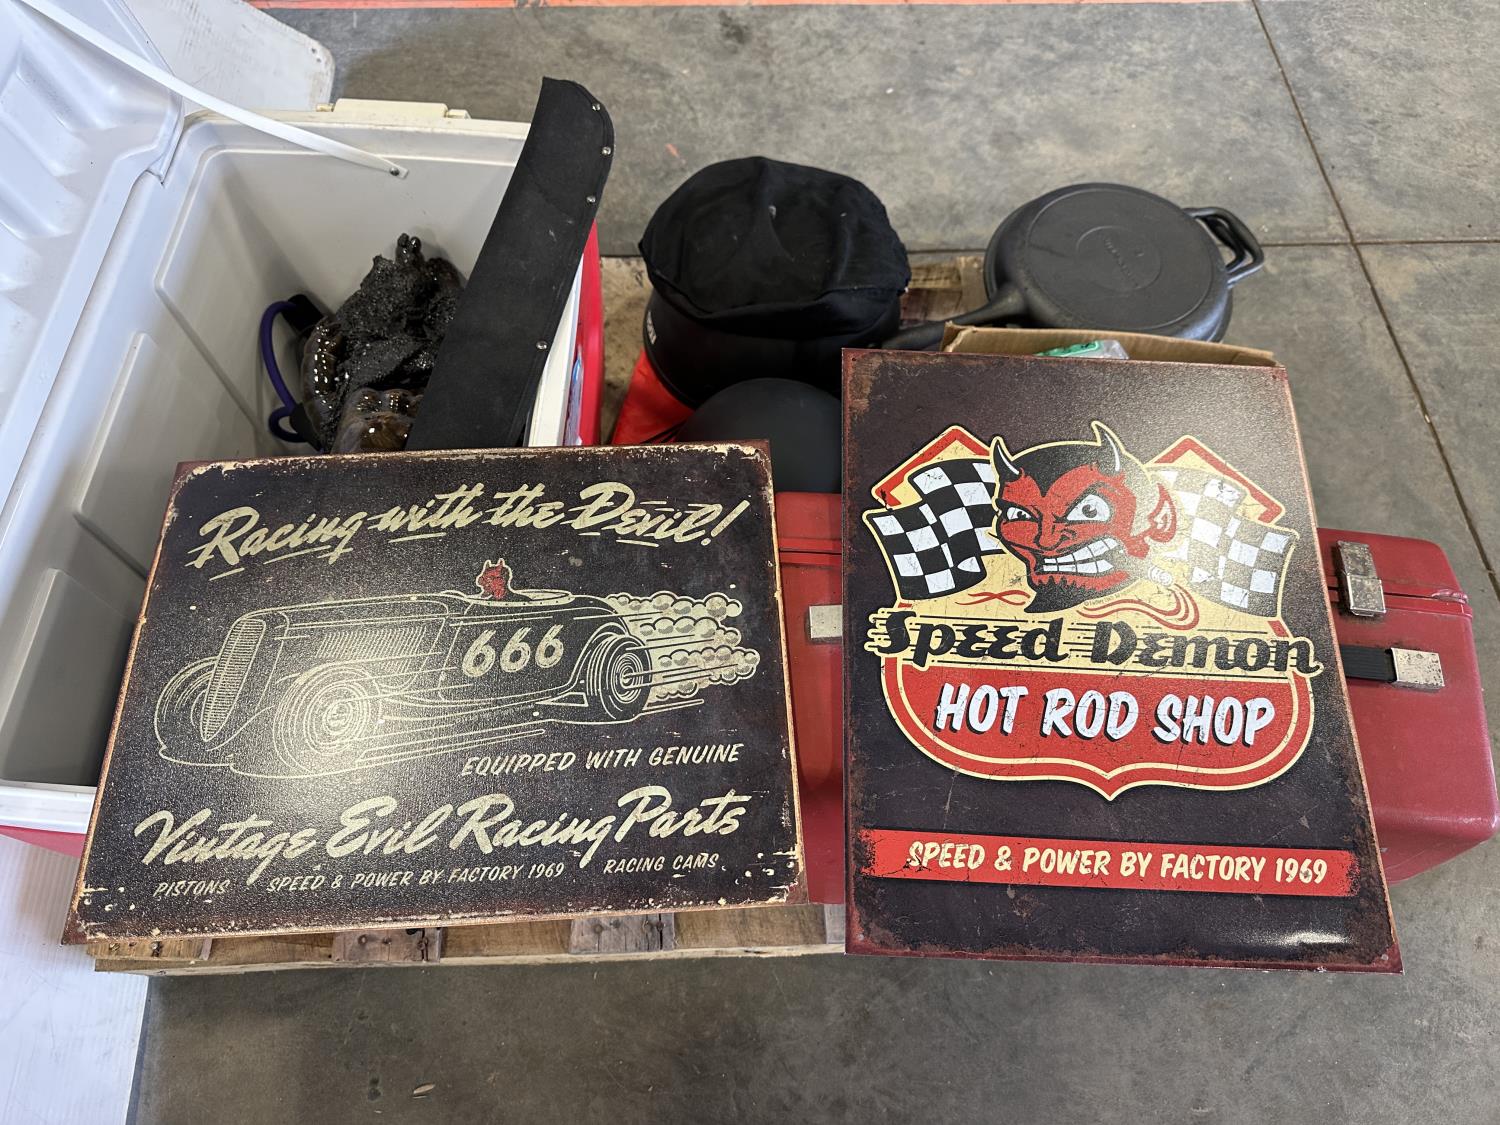 Racing with the Devil!
666
EQUIPPED WITH GENUINE
Vintage Evil Racing Parts
PISTONS SPEED & POWER BY FACTORY 1969 RACING CAMS
Speed Demon
HOT ROD SHOP
SPEED & POWER BY FACTORY 1969